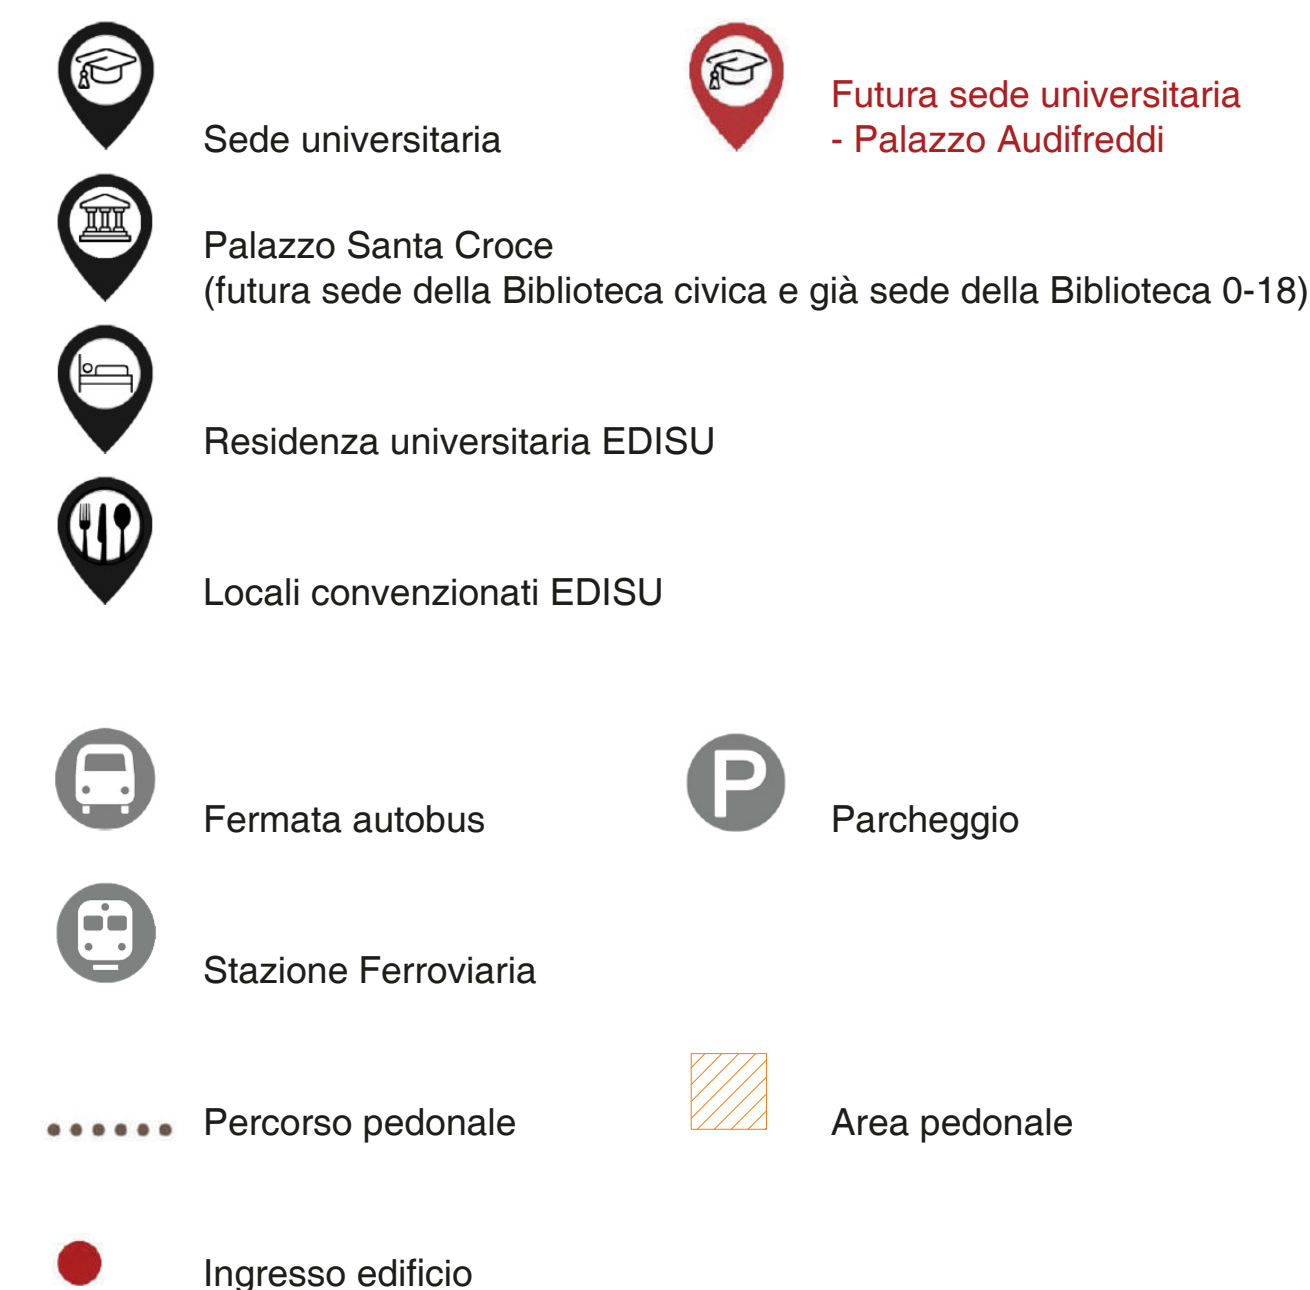 Sede universitaria
Futura sede universitaria
- Palazzo Audifreddi
Palazzo Santa Croce
(futura sede della Biblioteca civica e già sede della Biblioteca 0-18)
Residenza universitaria EDISU
Locali convenzionati EDISU
Fermata autobus
P
Parcheggio
Stazione Ferroviaria
Percorso pedonale
Area pedonale
Ingresso edificio